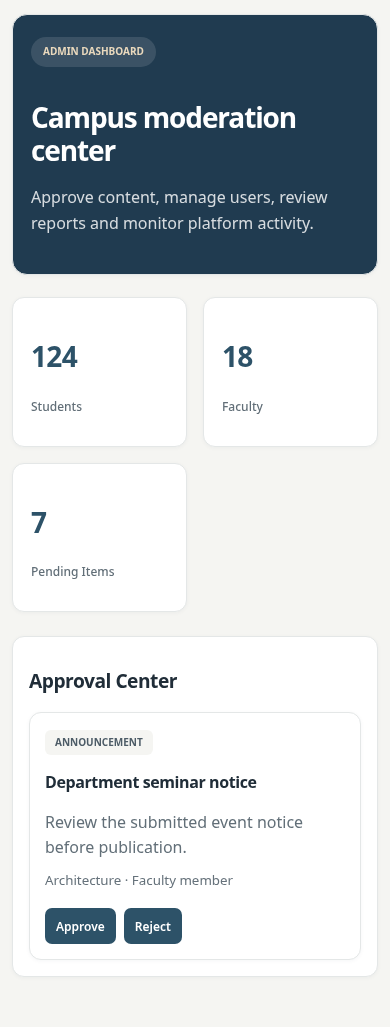 ADMIN DASHBOARD
Campus moderation
center
Approve content, manage users, review
reports and monitor platform activity.
124
Students
18
Faculty
7
Pending Items
Approval Center
ANNOUNCEMENT
Department seminar notice
Review the submitted event notice
before publication.
Architecture · Faculty member
Approve
Reject